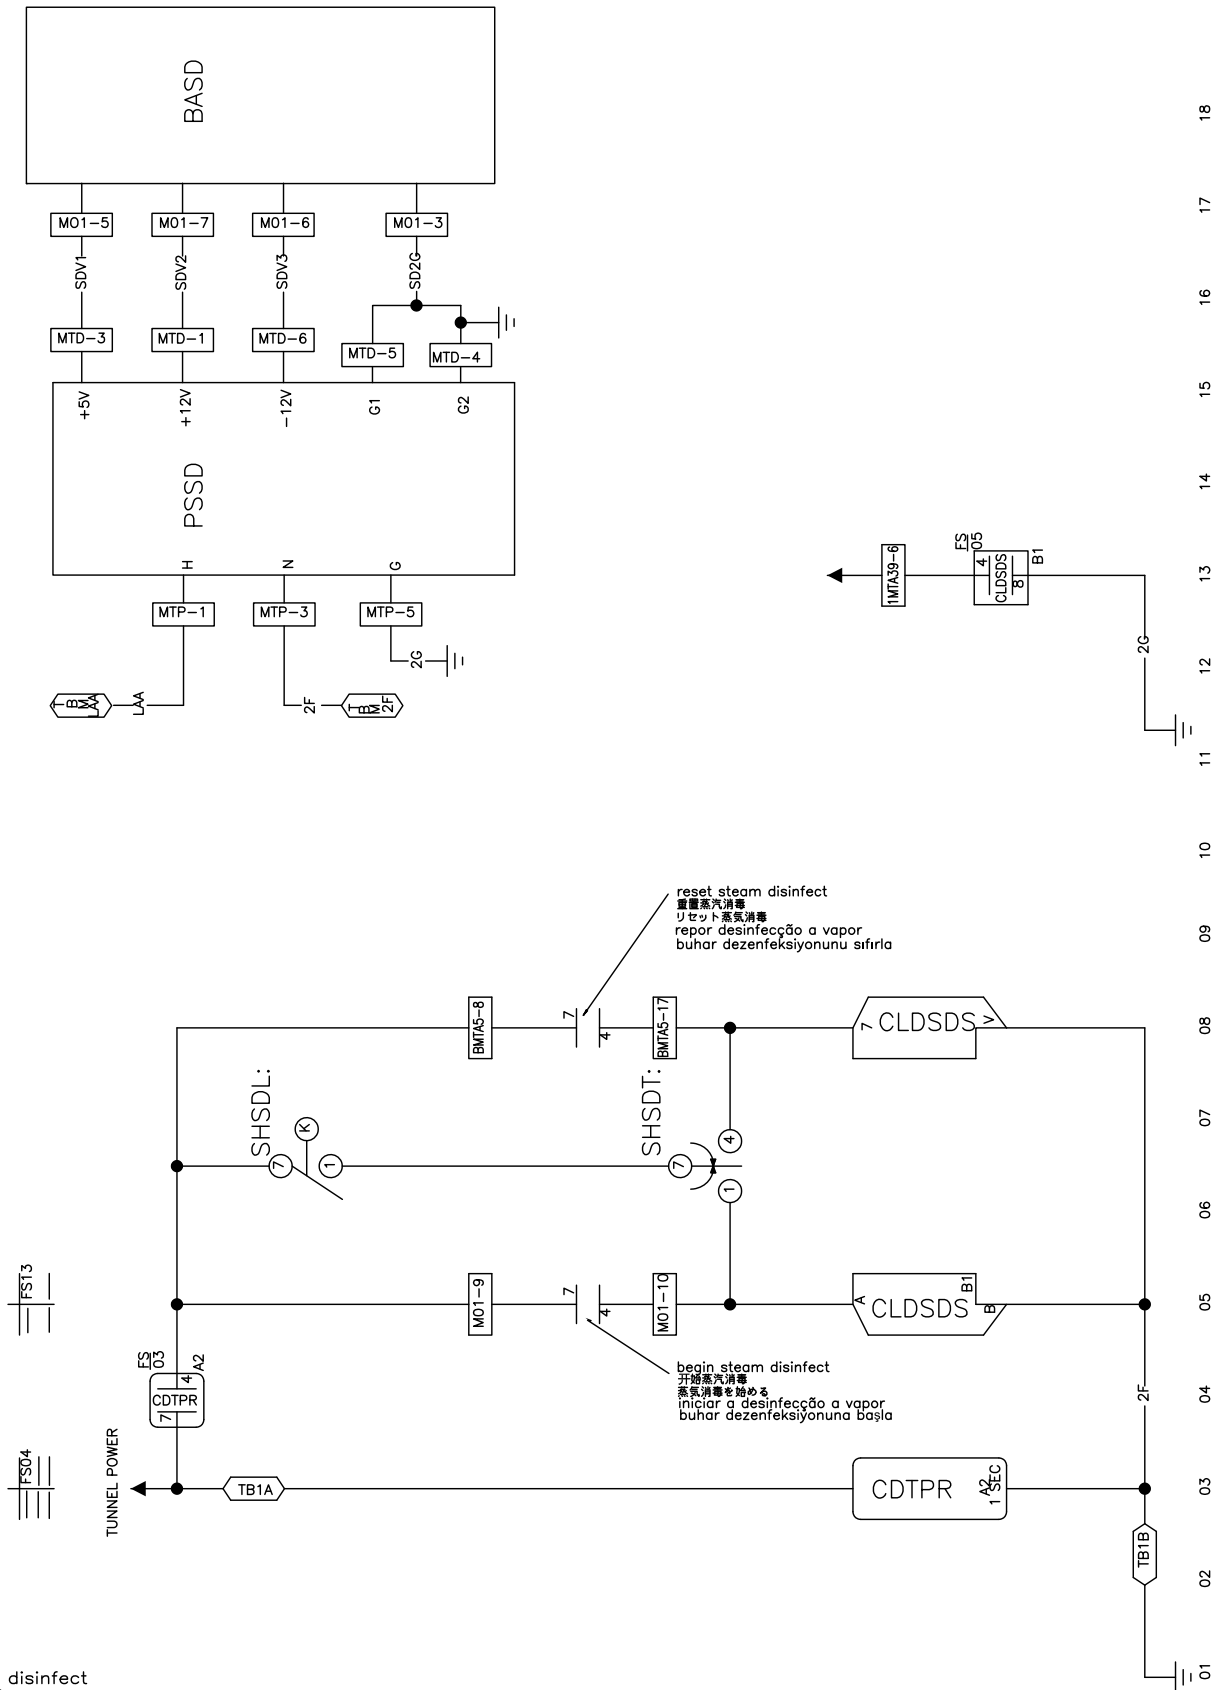 BASD
18
M01-5
M01-7
M01-6
M01-3
17
SDV1
SDV2
SDV3
SD2G
16
MTD-3
MTD-1
MTD-6
MTD-5
MTD-4
+5V
+12V
-12V
G1
G2
15
PSSD
14
H
N
G
FS
05
4
CLDSDS
8
B1
1MTA39-6
13
MTP-1
MTP-3
MTP-5
2G
2G
12
TBM
LAA
LAA
2F
TBM
2F
11
10
reset steam disinfect
重置蒸汽消毒
リセット蒸気消毒
repor desinfecção a vapor
buhar dezenfeksiyonunu sıfırla
09
BMTA5-8
7
4
BMTA5-17
7
CLDSDS
V
08
SHSDL:
SHSDT:
K
7
1
7
4
07
1
06
FS13
M01-9
7
4
M01-10
A
CLDSDS
B1
B
05
FS
03
4
A2
CDTPR
7
begin steam disinfect
开始蒸汽消毒
蒸気消毒を始める
iniciar a desinfecção a vapor
buhar dezenfeksiyonuna başla
2F
04
FS04
TUNNEL POWER
TB1A
CDTPR
A2
1 SEC
03
TB1B
02
disinfect
01